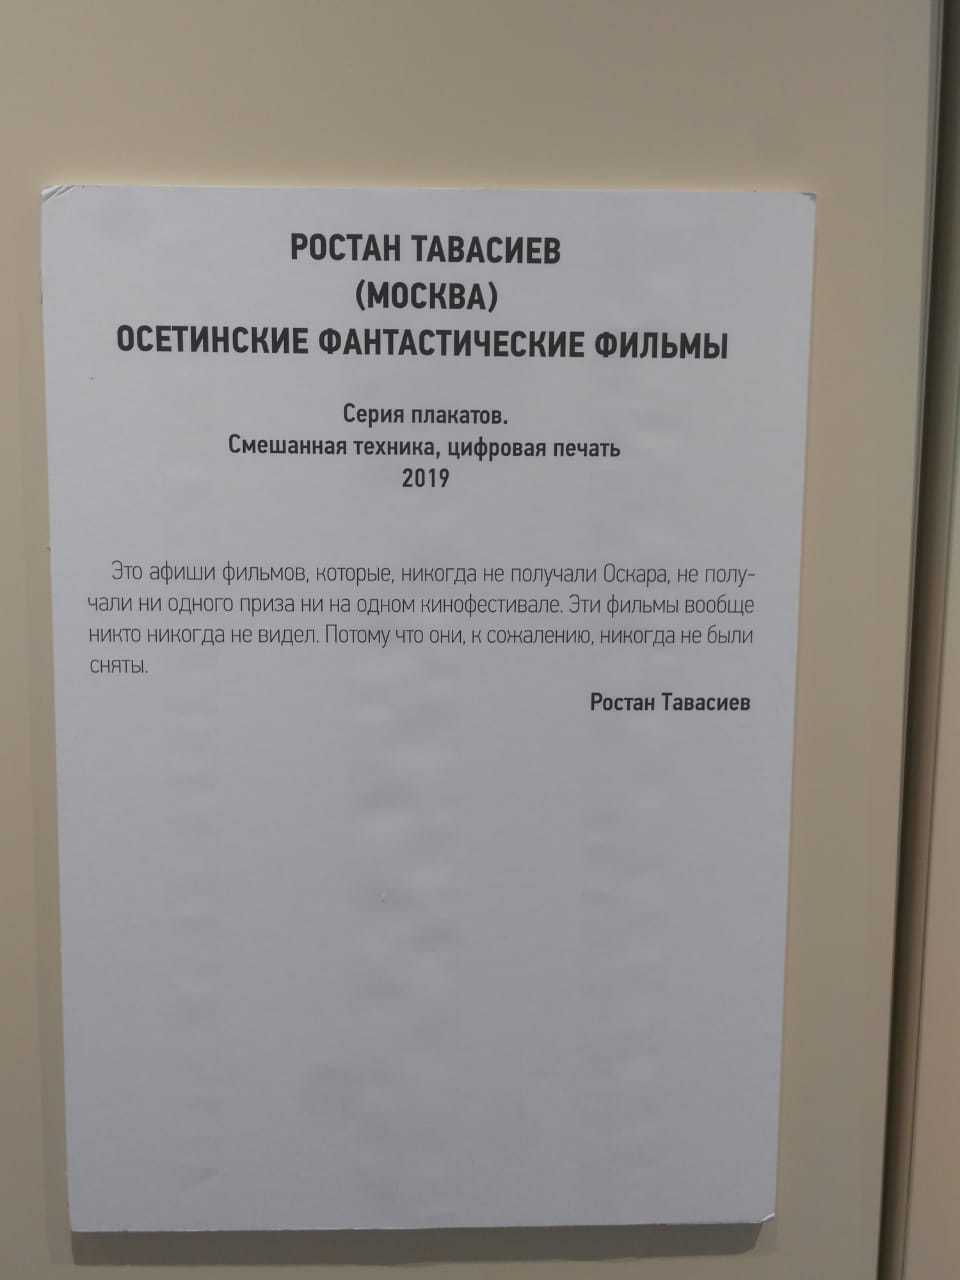 РОСТАН ТАВАСИЕВ
(МОСКВА)
ОСЕТИНСКИЕ ФАНТАСТИЧЕСКИЕ ФИЛЬМЫ
Серия плакатов.
Смешанная техника, цифровая печать
2019
Это афиши фильмов, которые, никогда не получали Оскара, не полу-
чали ни одного приза ни на одном кинофестивале. Эти фильмы вообще
никто никогда не видел. Потому что они, к сожалению, никогда не были
сняты.
Ростан Тавасиев